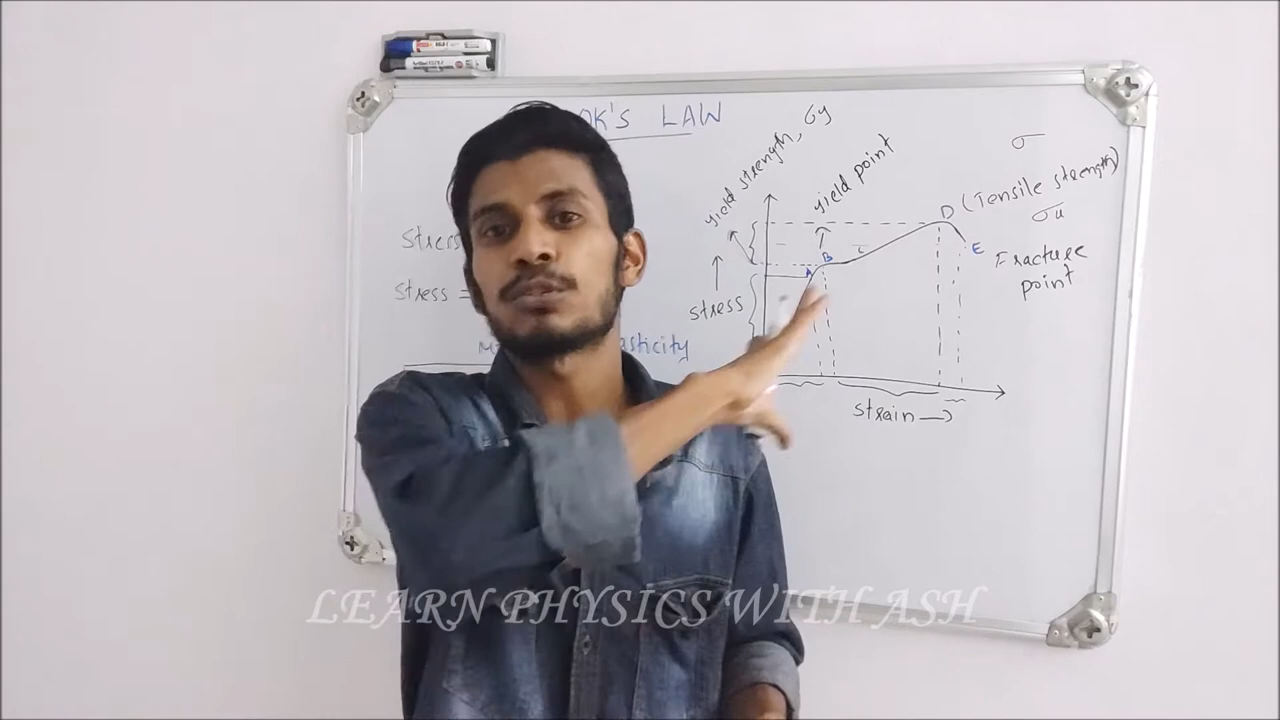 OK'S LAW
Stress
Stress =
asticity
yield strength, σy
yield point
D (Tensile strength)
σ
σu
A
B
C
E
Fracture
point
stress
strain
LEARN PHYSICS WITH ASH